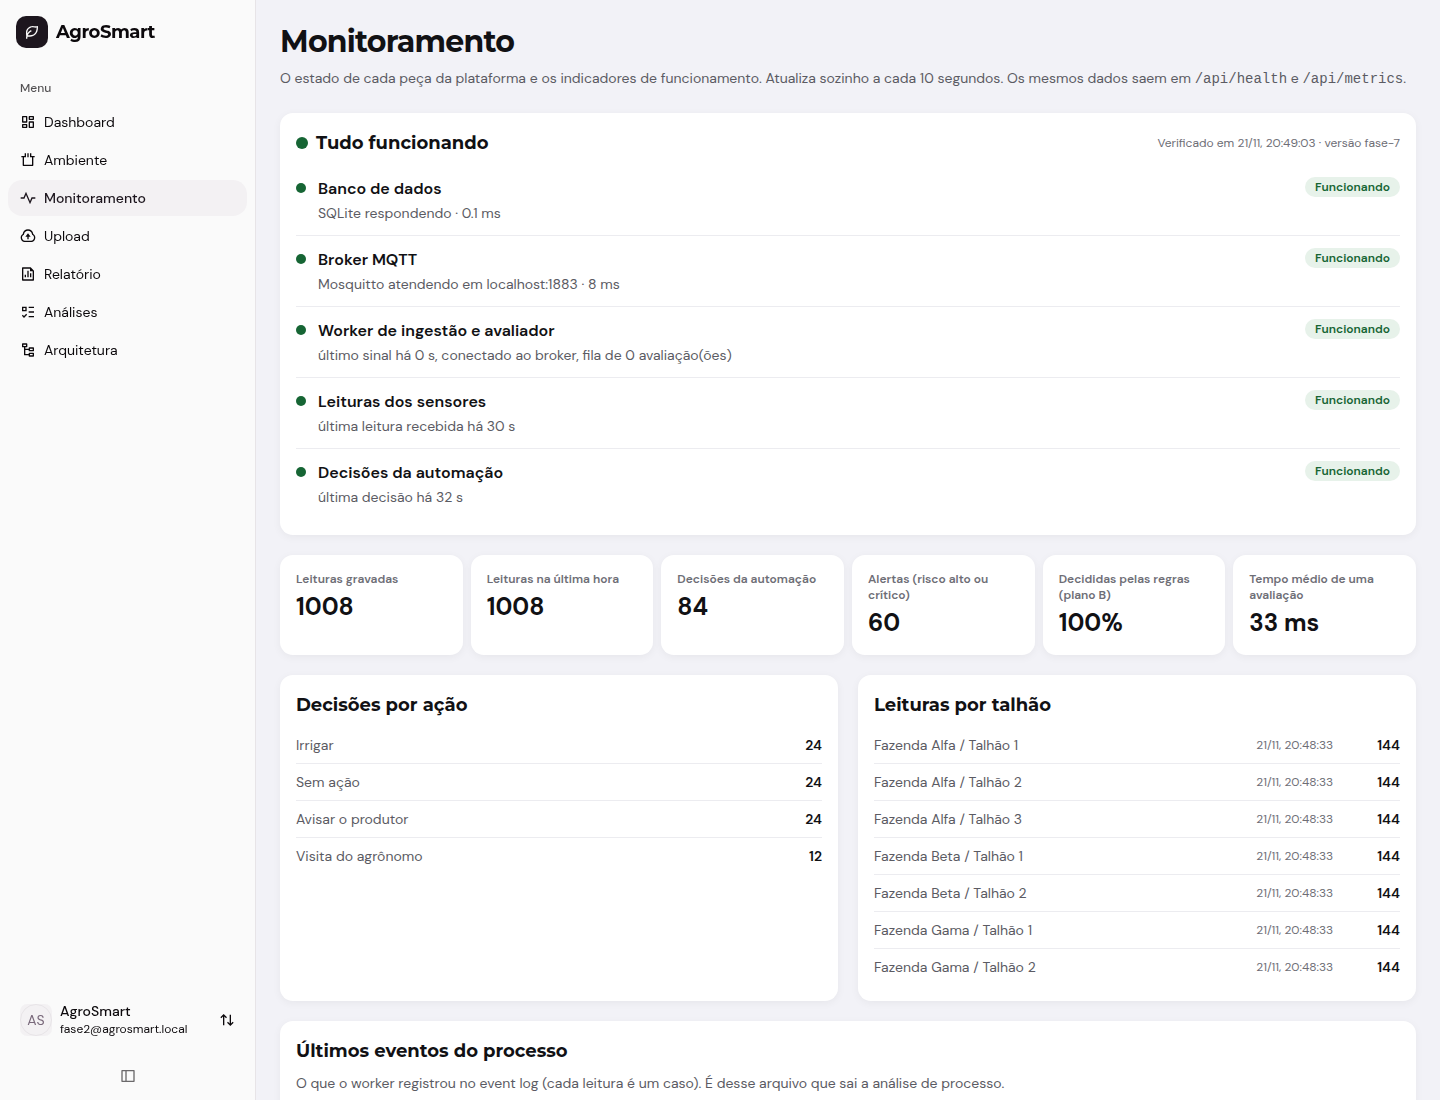 AgroSmart
Menu
Dashboard
Ambiente
Monitoramento
Upload
Relatório
Análises
Arquitetura
AS
AgroSmart
fase2@agrosmart.local
Monitoramento
O estado de cada peça da plataforma e os indicadores de funcionamento. Atualiza sozinho a cada 10 segundos. Os mesmos dados saem em /api/health e /api/metrics.
Tudo funcionando
Verificado em 21/11, 20:49:03 · versão fase-7
Banco de dados
Funcionando
SQLite respondendo · 0.1 ms
Broker MQTT
Funcionando
Mosquitto atendendo em localhost:1883 · 8 ms
Worker de ingestão e avaliador
Funcionando
último sinal há 0 s, conectado ao broker, fila de 0 avaliação(ões)
Leituras dos sensores
Funcionando
última leitura recebida há 30 s
Decisões da automação
Funcionando
última decisão há 32 s
Leituras gravadas
1008
Leituras na última hora
1008
Decisões da automação
84
Alertas (risco alto ou
crítico)
60
Decididas pelas regras
(plano B)
100%
Tempo médio de uma
avaliação
33 ms
Decisões por ação
Irrigar 24
Sem ação 24
Avisar o produtor 24
Visita do agrônomo 12
Leituras por talhão
Fazenda Alfa / Talhão 1 21/11, 20:48:33 144
Fazenda Alfa / Talhão 2 21/11, 20:48:33 144
Fazenda Alfa / Talhão 3 21/11, 20:48:33 144
Fazenda Beta / Talhão 1 21/11, 20:48:33 144
Fazenda Beta / Talhão 2 21/11, 20:48:33 144
Fazenda Gama / Talhão 1 21/11, 20:48:33 144
Fazenda Gama / Talhão 2 21/11, 20:48:33 144
Últimos eventos do processo
O que o worker registrou no event log (cada leitura é um caso). É desse arquivo que sai a análise de processo.